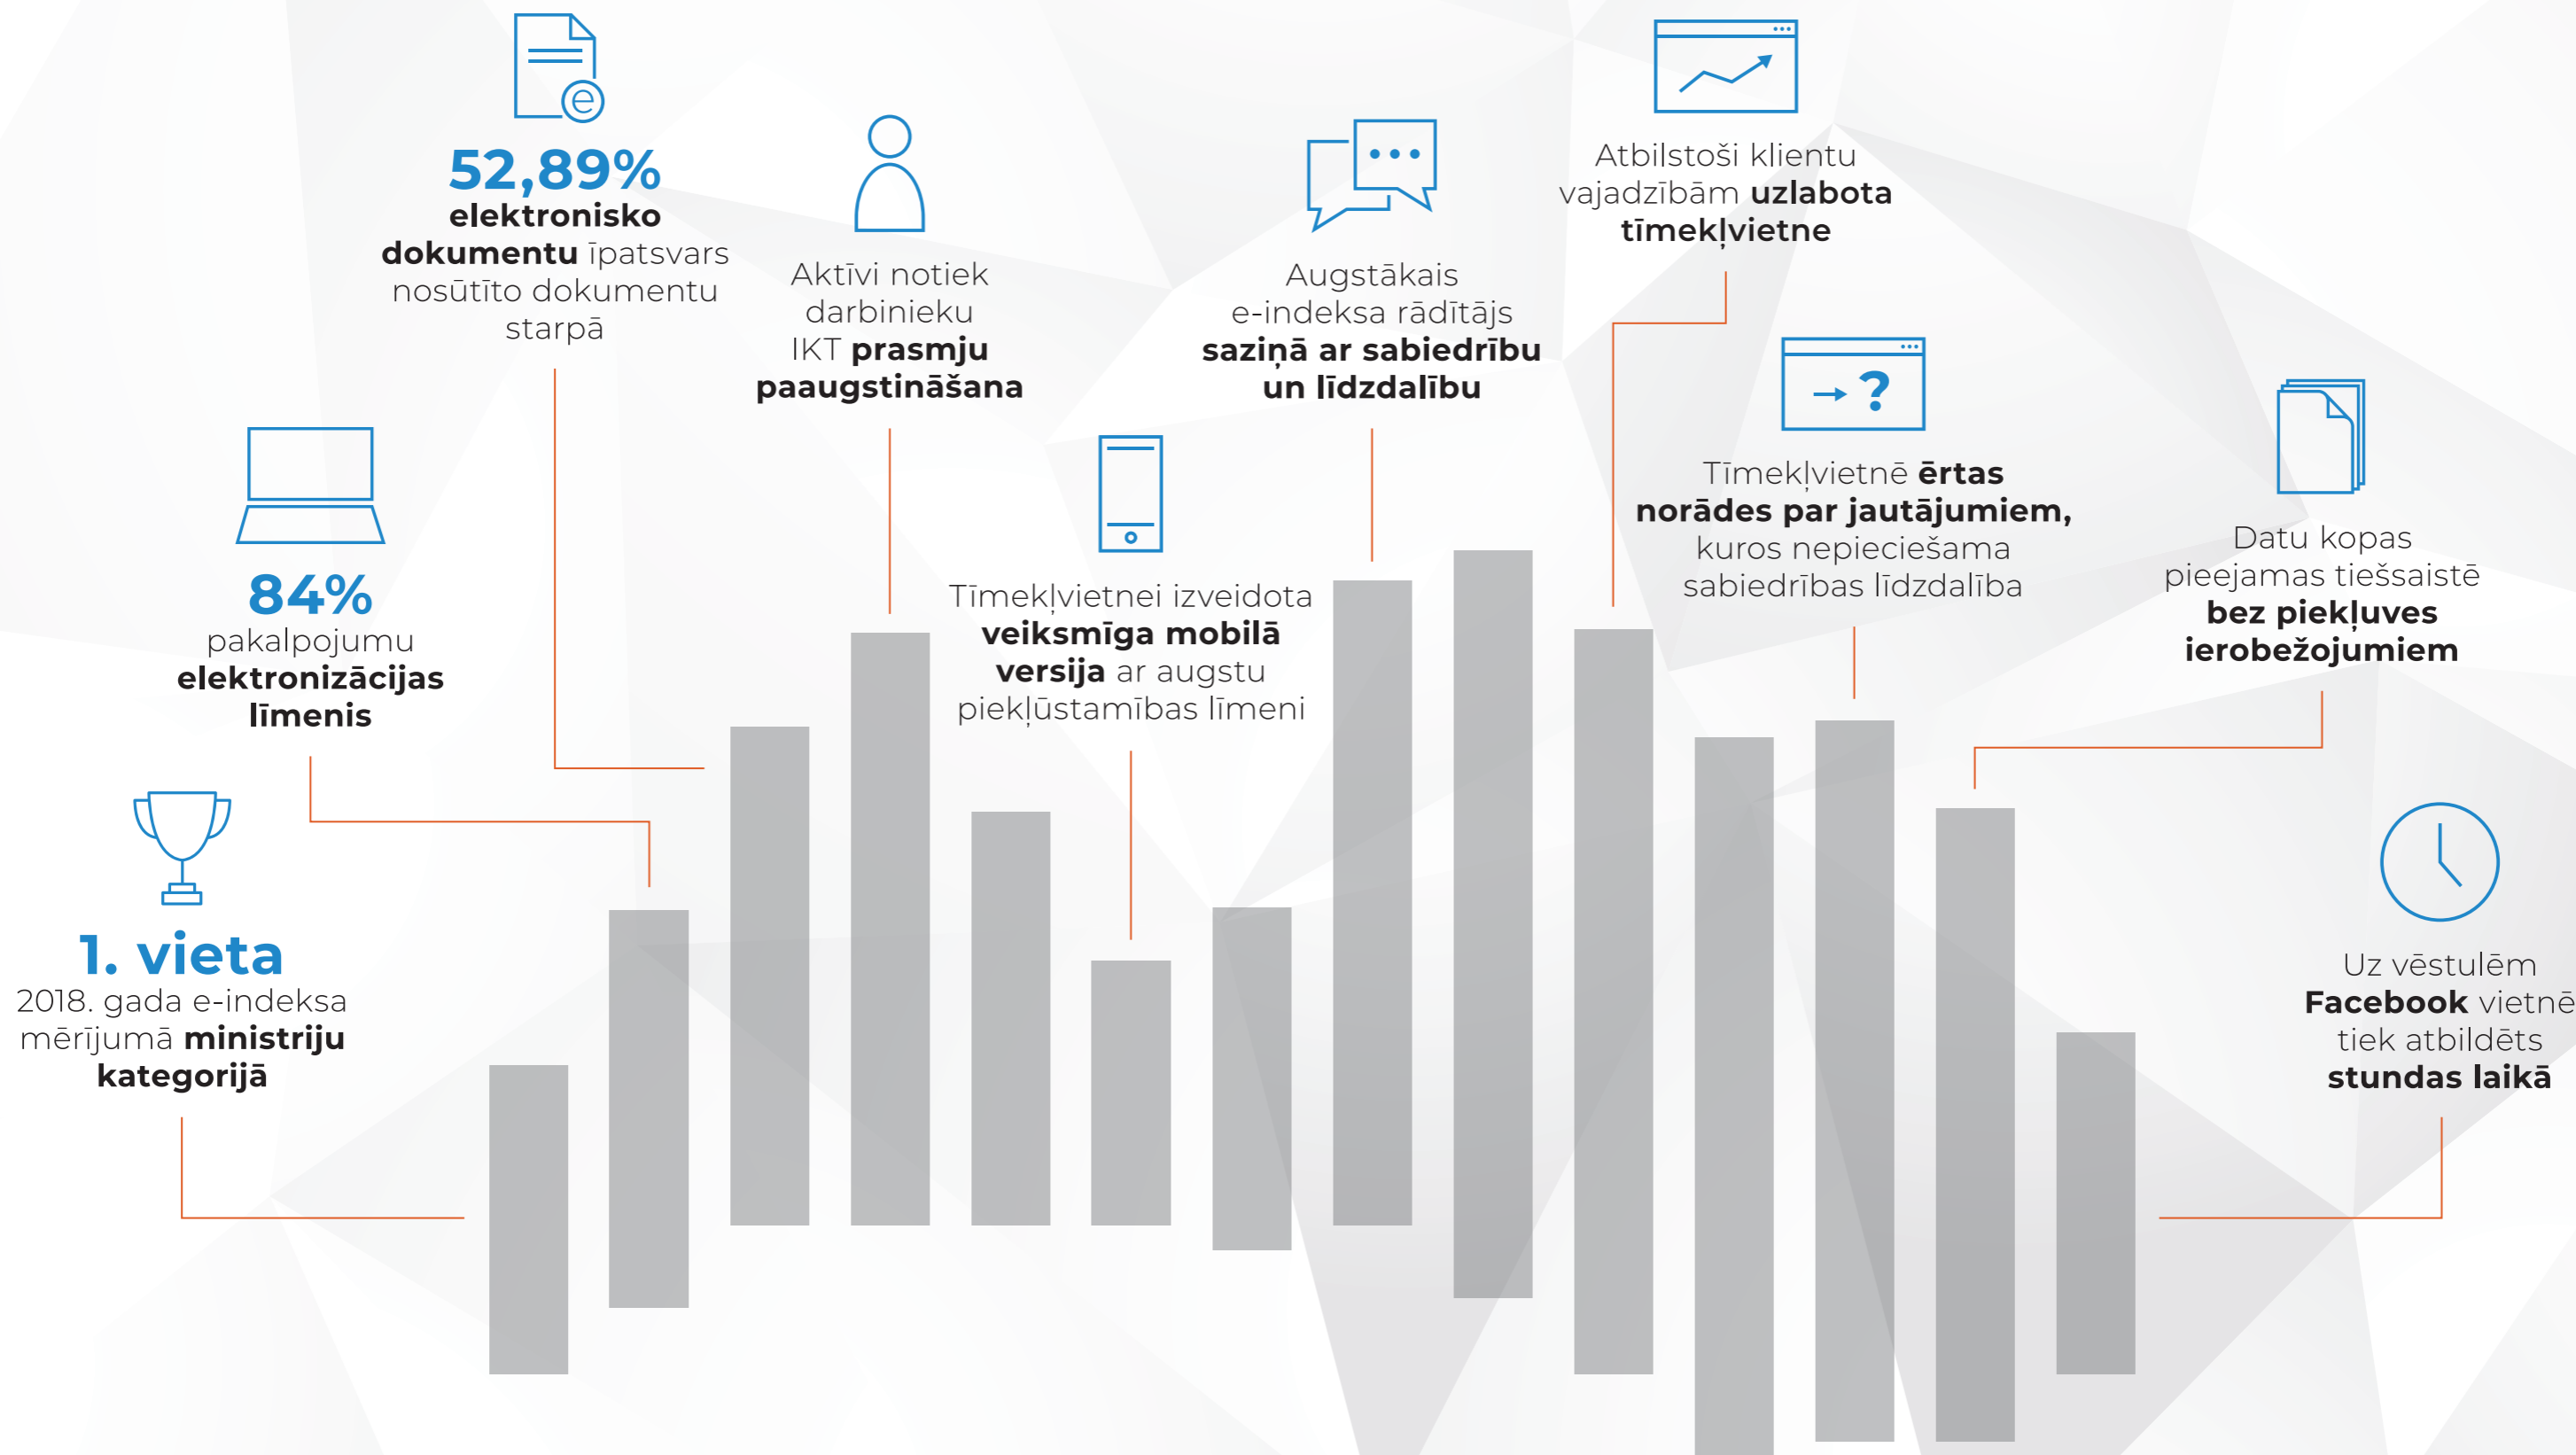 52,89%
elektronisko
dokumentu īpatsvars
nosūtīto dokumentu
starpā
Aktīvi notiek
darbinieku
IKT prasmju
paaugstināšana
Augstākais
e-indeksa rādītājs
saziņā ar sabiedrību
un līdzdalību
Atbilstoši klientu
vajadzībām uzlabota
tīmekļvietne
84%
pakalpojumu
elektronizācijas
līmenis
Tīmekļvietnei izveidota
veiksmīga mobilā
versija ar augstu
piekļūstamības līmeni
Tīmekļvietnē ērtas
norādes par jautājumiem,
kuros nepieciešama
sabiedrības līdzdalība
Datu kopas
pieejamas tiešsaistē
bez piekļuves
ierobežojumiem
1. vieta
2018. gada e-indeksa
mērījumā ministriju
kategorijā
Uz vēstulēm
Facebook vietnē
tiek atbildēts
stundas laikā